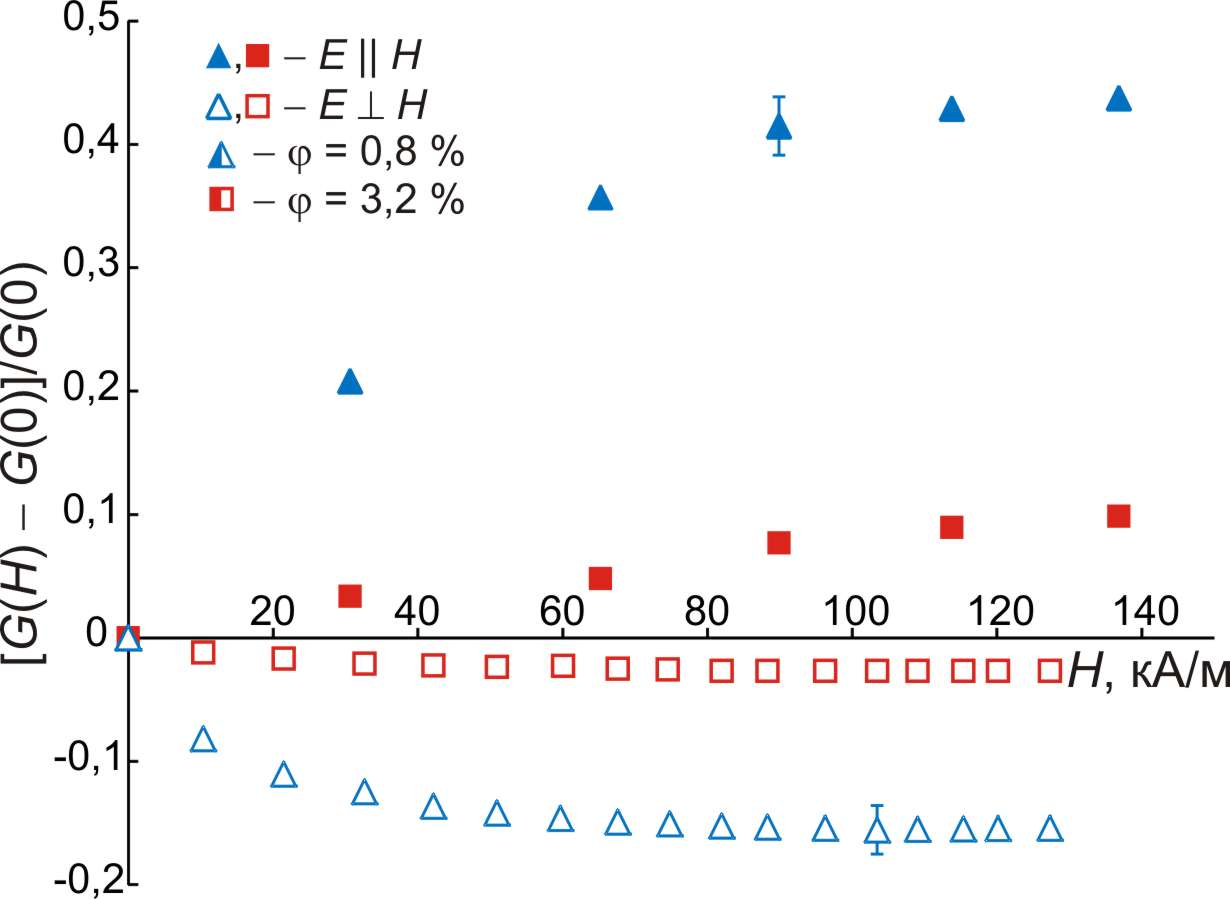 0,5
, – E || H
, – E ⊥ H
– φ = 0,8 %
– φ = 3,2 %
0,4
0,3
0,2
0,1
0
-0,1
-0,2
[G(H) – G(0)]/G(0)
20 40 60 80 100 120 140
H, кА/м